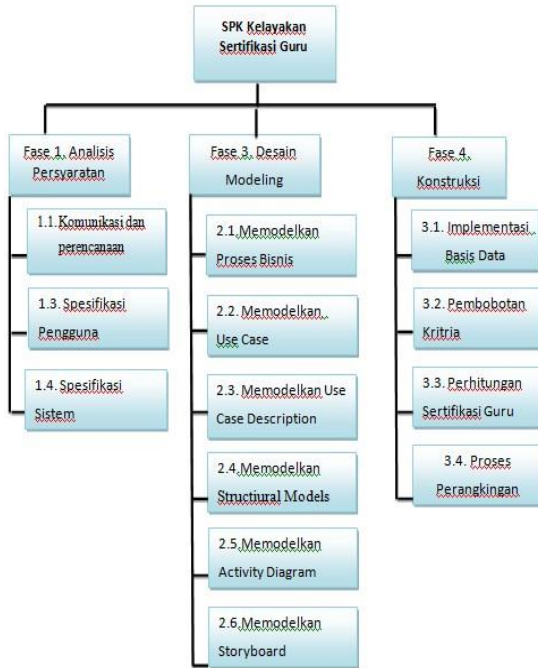 SPK Kelayakan
Sertifikasi Guru
Fase 1. Analisis
Persyaratan
1.1. Komunikasi dan
perencanaan
1.3. Spesifikasi
Pengguna
1.4. Spesifikasi
Sistem
Fase 3. Desain
Modeling
2.1.Memodelkan
Proses Bisnis
2.2. Memodelkan
Use Case
2.3. Memodelkan Use
Case Description
2.4.Memodelkan
Structiural Models
2.5.Memodelkan
Activity Diagram
2.6.Memodelkan
Storyboard
Fase 4.
Konstruksi
3.1. Implementasi
Basis Data
3.2. Pembobotan
Kritria
3.3. Perhitungan
Sertifikasi Guru
3.4. Proses
Perangkingan